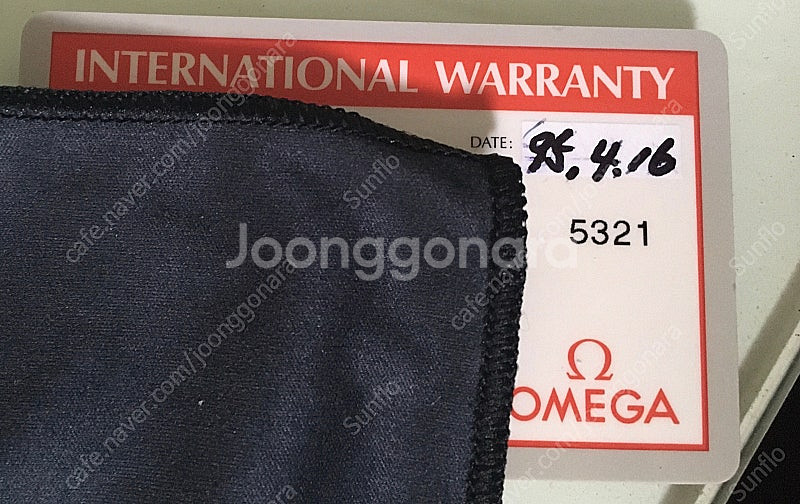 INTERNATIONAL WARRANTY
DATE: 95.4.16
5321
Joonggonara
Ω
OMEGA
cafe.naver.com/joonggonara
Sunflo